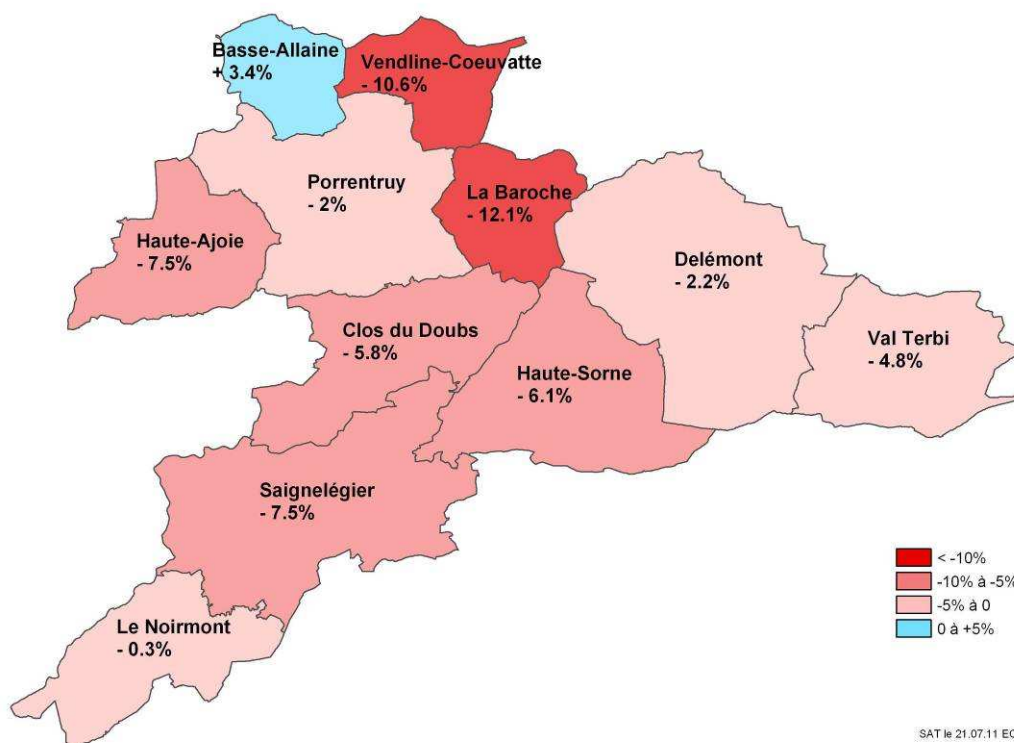 Basse-Allaine
+ 3.4%
Vendline-Coeuvatte
- 10.6%
Porrentruy
- 2%
La Baroche
- 12.1%
Haute-Ajoie
- 7.5%
Delémont
- 2.2%
Clos du Doubs
- 5.8%
Val Terbi
- 4.8%
Haute-Sorne
- 6.1%
Saignelégier
- 7.5%
Le Noirmont
- 0.3%
< -10%
-10% à -5%
-5% à 0
0 à +5%
SAT le 21.07.11